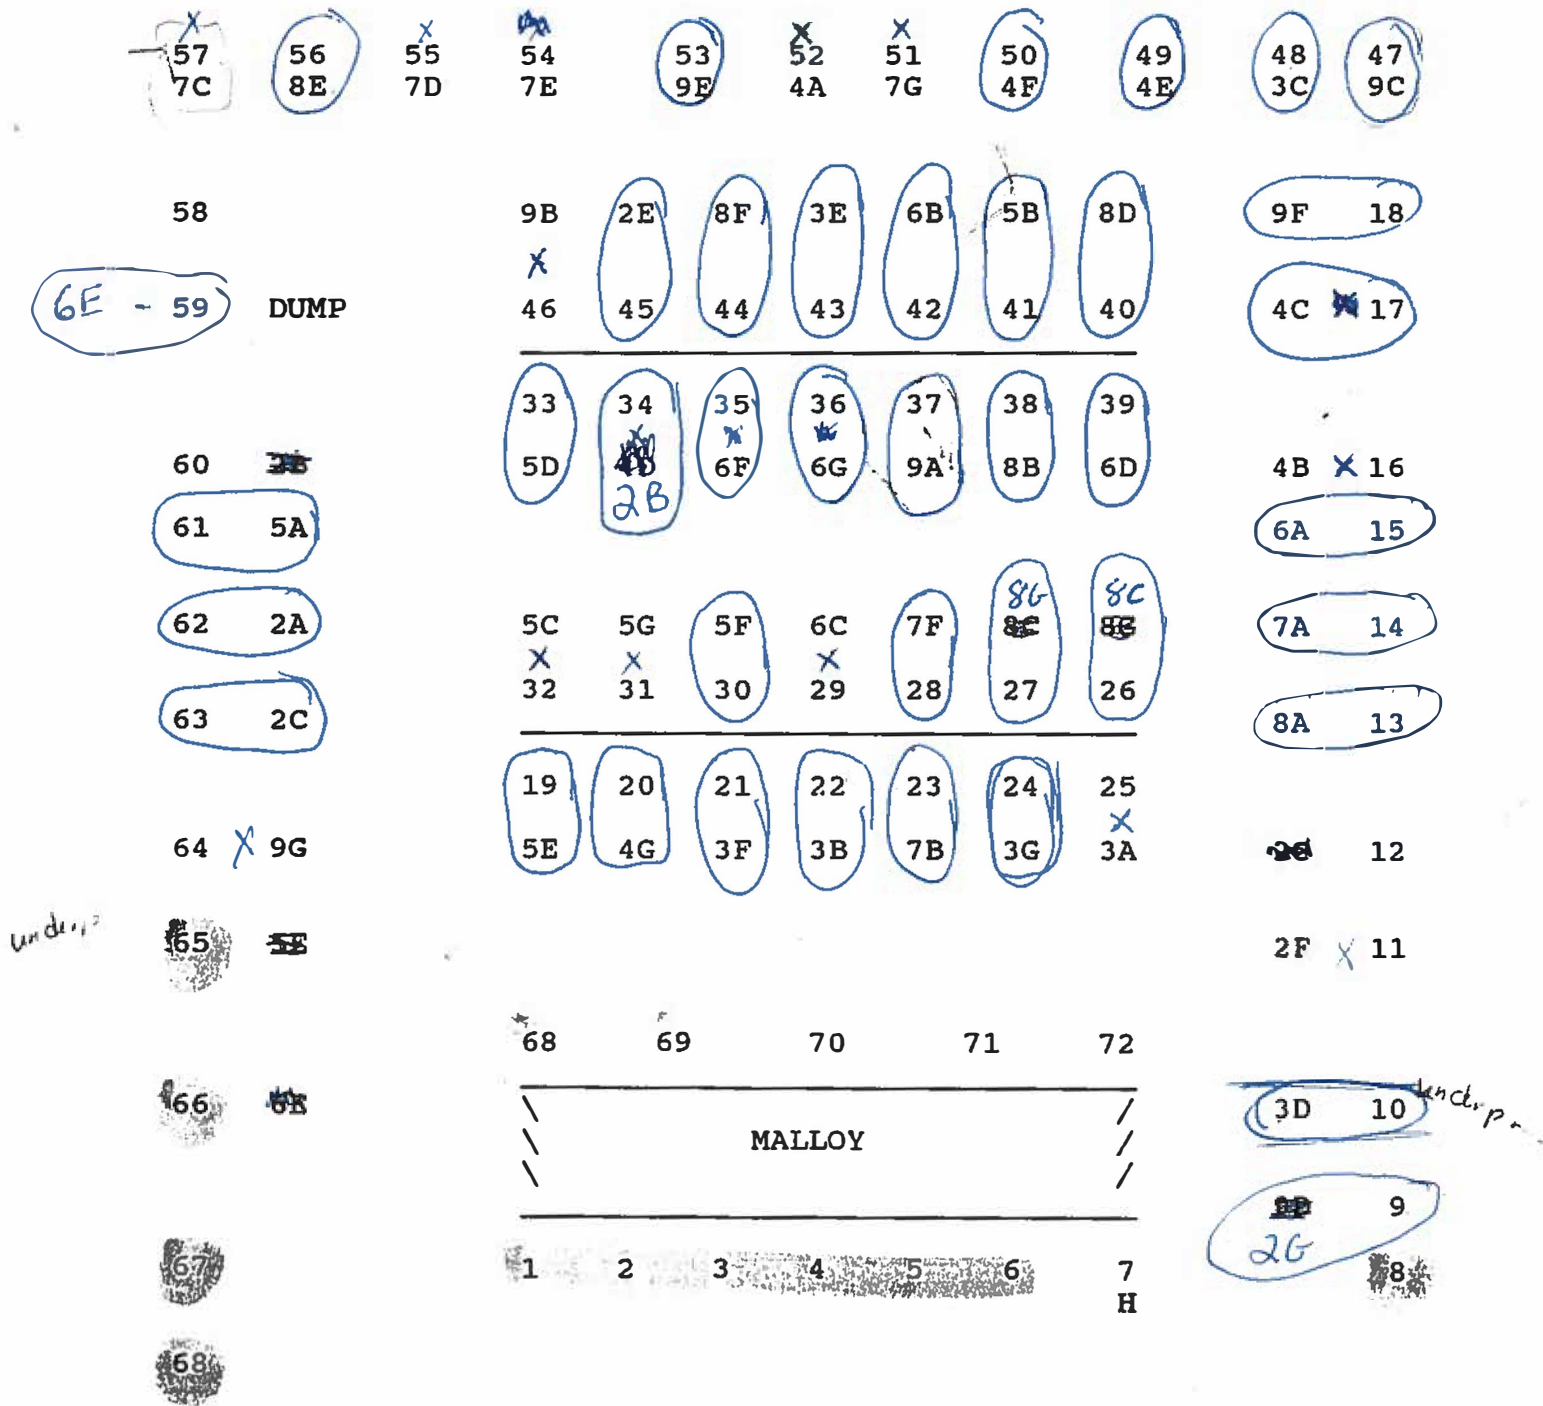 57 56 55 54 53 52 51 50 49 48 47
7C 8E 7D 7E 9E 4A 7G 4F 4E 3C 9C
58 9B 2E 8F 3E 6B 5B 8D 9F 18
X
6E - 59 DUMP 46 45 44 43 42 41 40 4C 17
33 34 35 36 37 38 39
60 5D 6F 6G 9A 8B 6D 4B X 16
2B
61 5A 6A 15
8G 8C
62 2A 5C 5G 5F 6C 7F 7A 14
X X X
32 31 30 29 28 27 26
63 2C 8A 13
19 20 21 22 23 24 25
X
64 X 9G 5E 4G 3F 3B 7B 3G 3A 12
65 5E 2F X 11
68 69 70 71 72
66 6E 3D 10
MALLOY
9
2G
67 1 2 3 4 5 6 7 8
H
68